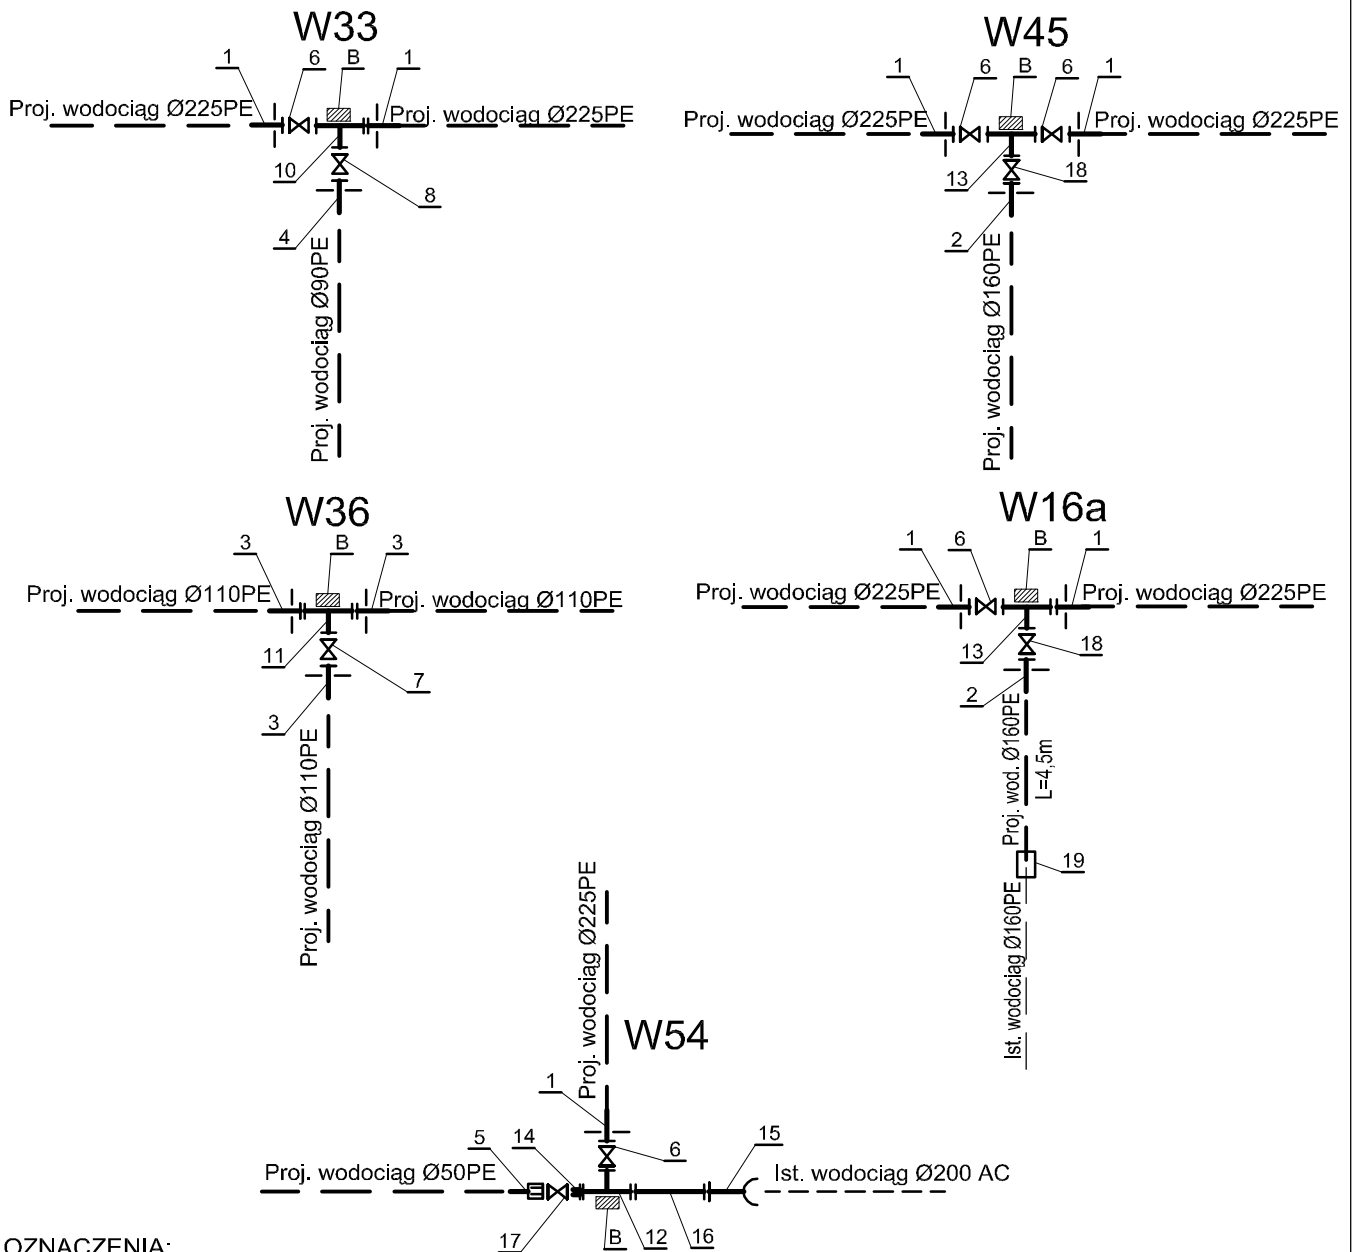 W33
1
6
B
1
Proj. wodociąg Ø225PE
Proj. wodociąg Ø225PE
10
8
4
Proj. wodociąg Ø90PE
W45
1
6
B
6
1
Proj. wodociąg Ø225PE
Proj. wodociąg Ø225PE
13
18
2
Proj. wodociąg Ø160PE
W36
3
B
3
Proj. wodociąg Ø110PE
Proj. wodociąg Ø110PE
11
7
3
Proj. wodociąg Ø110PE
W16a
1
6
B
1
Proj. wodociąg Ø225PE
Proj. wodociąg Ø225PE
13
18
2
Proj. wod. Ø160PE
L=4,5m
19
Ist. wodociąg Ø160PE
Proj. wodociąg Ø225PE
W54
1
5
14
6
15
Proj. wodociąg Ø50PE
Ist. wodociąg Ø200 AC
17
B
12
16
OZNACZENIA: